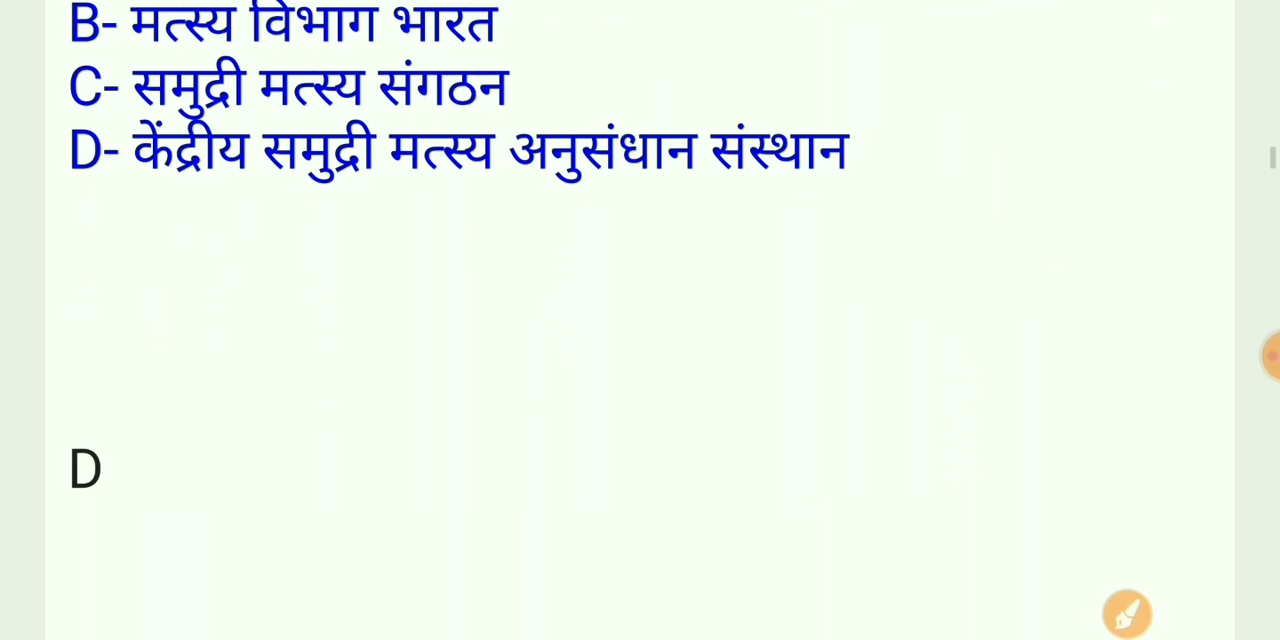 B- मत्स्य विभाग भारत
C- समुद्री मत्स्य संगठन
D- केंद्रीय समुद्री मत्स्य अनुसंधान संस्थान
D